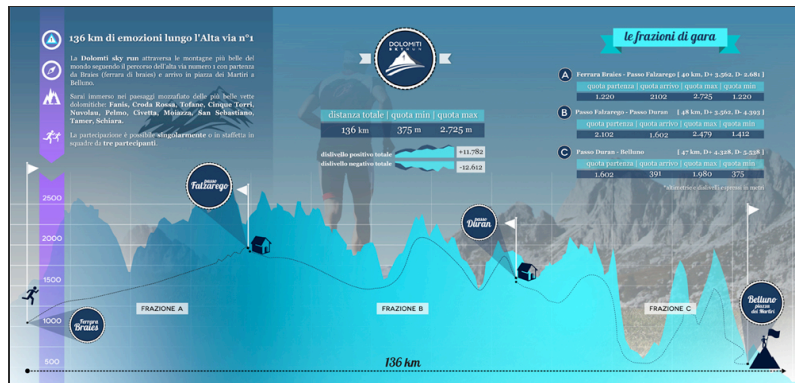 136 km di emozioni lungo l'Alta via n°1
La Dolomiti sky run attraversa le montagne più belle del
mondo seguendo il percorso dell'alta via numero 1 con partenza
da Braies (ferrara di braies) e arrivo in piazza dei Martiri a
Belluno.
Sarai immerso nei paesaggi mozzafiato delle più belle vette
dolomitiche: Fanis, Croda Rossa, Tofane, Cinque Torri,
Nuvolau, Pelmo, Civetta, Moiazza, San Sebastiano,
Tamer, Schiara.
La partecipazione è possibile singolarmente o in staffetta in
squadre da tre partecipanti.
DOLOMITI
distanza totale | quota min | quota max
136 km 375 m 2.725 m
dislivello positivo totale +11.782
dislivello negativo totale -12.612
le frazioni di gara
A Ferrara Braies - Passo Falzarego [ 40 km, D+ 3.562, D- 2.681 ]
quota partenza | quota arrivo | quota max | quota min
1.220 2102 2.725 1.220
B Passo Falzarego - Passo Duran [ 48 km, D+ 3.562, D- 4.393 ]
quota partenza | quota arrivo | quota max | quota min
2.102 1.602 2.479 1.412
C Passo Duran - Belluno [ 47 km, D+ 4.328, D- 5.538 ]
quota partenza | quota arrivo | quota max | quota min
1.602 391 1.980 375
passo
Falzarego
passo
Duran
Belluno
piazza
dei Martiri
Ferrara
Braies
2500
2000
1500
1000
500
FRAZIONE A
FRAZIONE B
FRAZIONE C
136 km